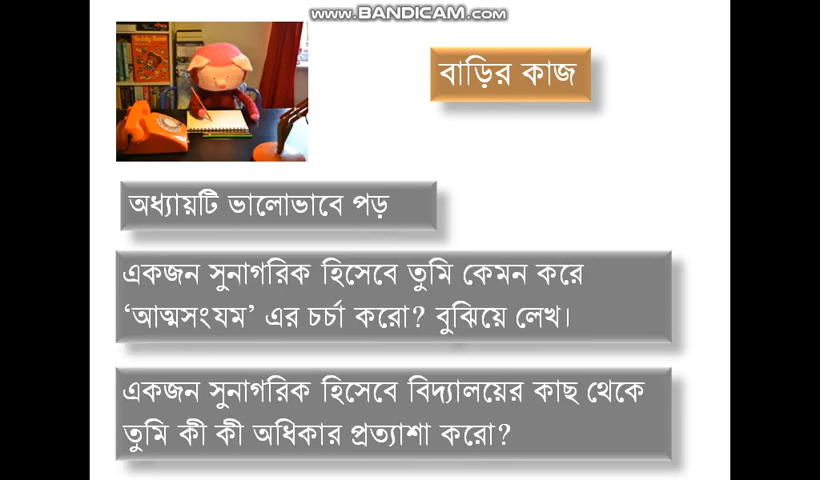 www.BANDICAM.com
বাড়ির কাজ
অধ্যায়টি ভালোভাবে পড়
একজন সুনাগরিক হিসেবে তুমি কেমন করে
‘আত্মসংযম’ এর চর্চা করো? বুঝিয়ে লেখ।
একজন সুনাগরিক হিসেবে বিদ্যালয়ের কাছ থেকে
তুমি কী কী অধিকার প্রত্যাশা করো?